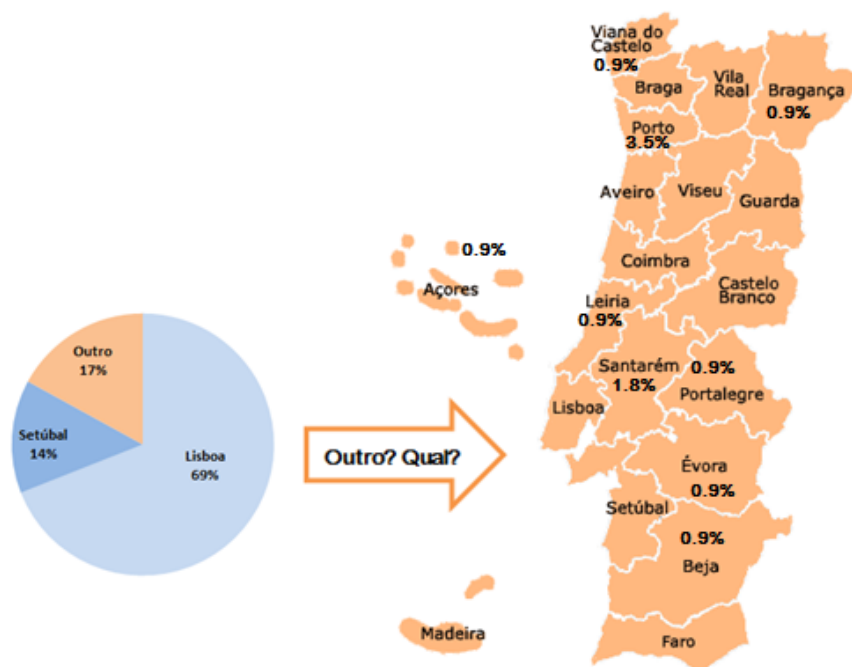 Outro
17%
Setúbal
14%
Lisboa
69%
Outro? Qual?
Viana do
Castelo
0.9%
Braga
Vila
Real
Bragança
0.9%
Porto
3.5%
Aveiro
Viseu
Guarda
0.9%
Açores
Coimbra
Castelo
Branco
Leiria
0.9%
Santarém
1.8%
0.9%
Portalegre
Lisboa
Évora
0.9%
Setúbal
0.9%
Beja
Madeira
Faro